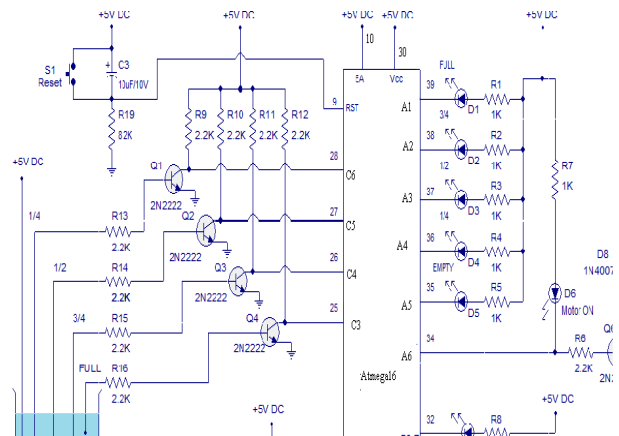 +5V DC
+5V DC
+5V DC
+5V DC
+5V DC
10
30
S1
Reset
+
C3
10uF/10V
EA
Vcc
FJLL
39
R1
9
RST
A1
D1
1K
R19
82K
R9
2.2K
R10
2.2K
R11
2.2K
R12
2.2K
3/4
38
R2
A2
D2
1K
28
Q1
C6
1/2
37
R3
R7
1K
+5V DC
2N2222
A3
D3
1K
1/4
27
1/4
R13
2.2K
Q2
C5
1/4
36
R4
A4
D4
1K
EMPTY
2N2222
26
1/2
R14
2.2K
Q3
C4
35
R5
A5
D5
1K
D8
1N4007
D6
Motor ON
2N2222
25
3/4
R15
2.2K
Q4
C3
34
A6
R6
2.2K
2N2222
FULL
R16
2.2K
Atmega16
+5V DC
+5V DC
32
R8